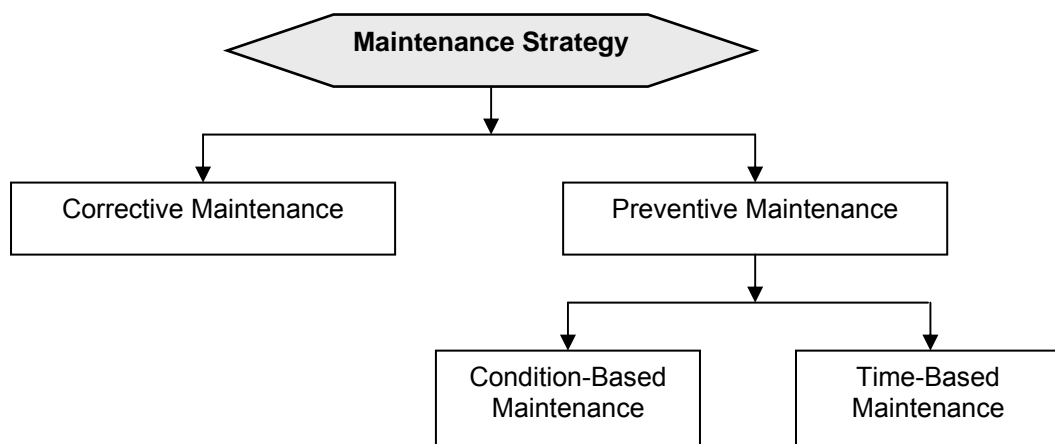 Maintenance Strategy
Corrective Maintenance
Preventive Maintenance
Condition-Based
Maintenance
Time-Based
Maintenance